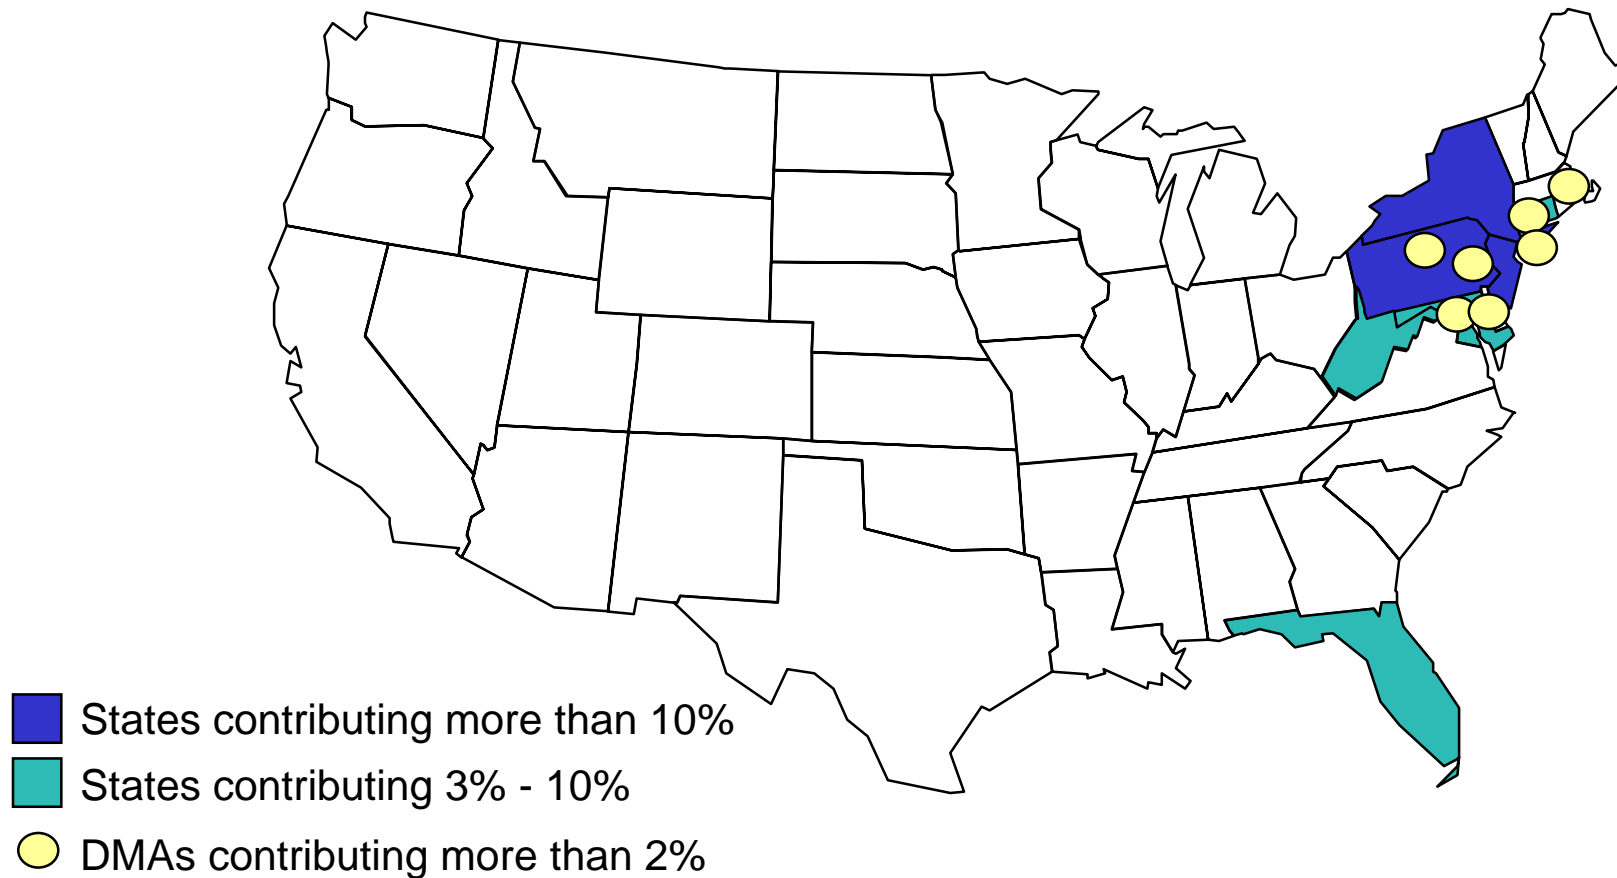 States contributing more than 10%
States contributing 3% - 10%
DMAs contributing more than 2%